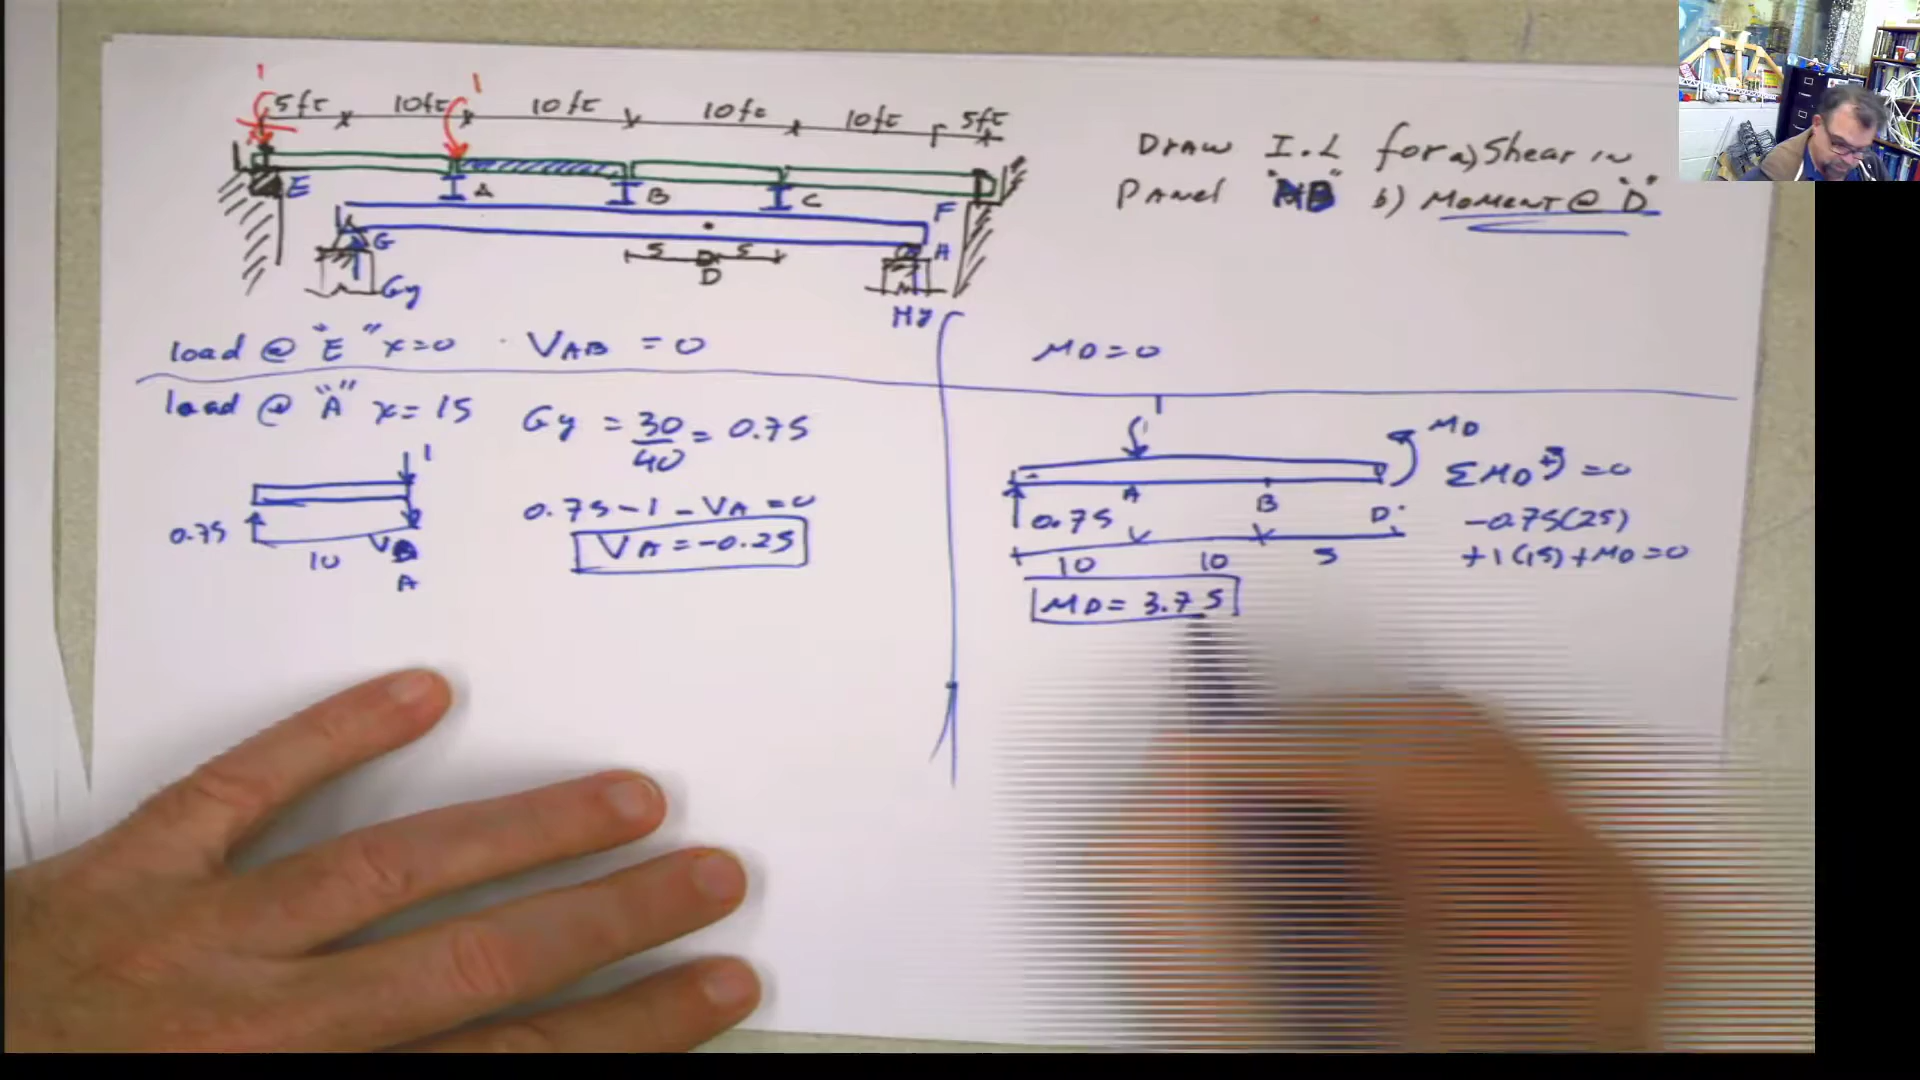 1
5ft 10ft 1 10ft 10ft 10ft 5ft
E A B C F
G 5 5 H
D
Gy Hy
Draw I.L for a) Shear in
Panel "AB" b) Moment @ "D"
load @ "E" x=0 VAB = 0
load @ "A" x=15 Gy = 30/40 = 0.75
1
0.75 10 VA
A
0.75-1-VA=0
VA=-0.25
MD=0
1 MD
A B D
0.75
10 10 5
ΣMD=0
-0.75(25)
+1(15)+MD=0
MD=3.75